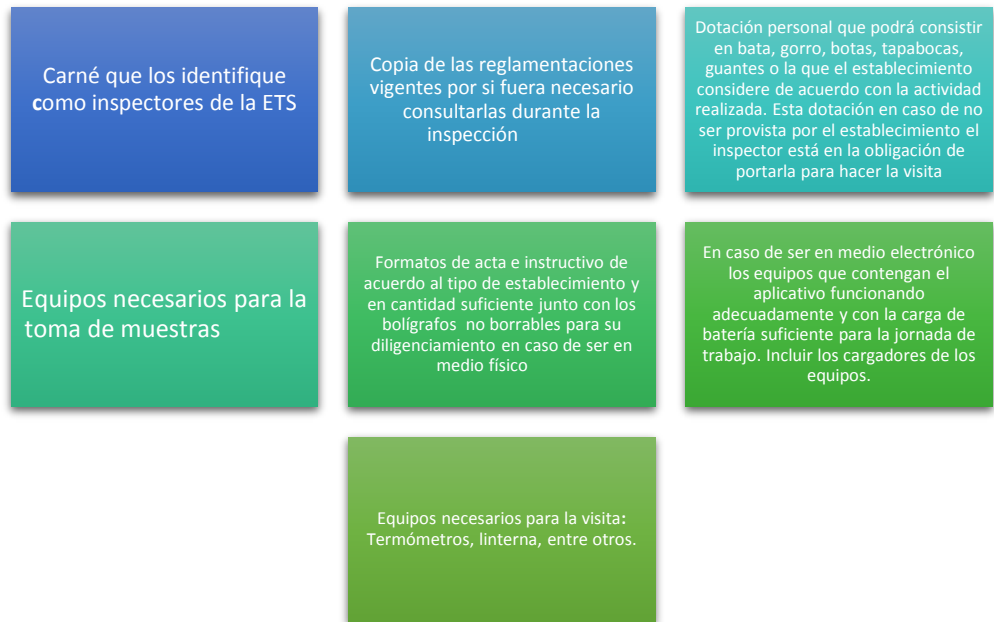 Carné que los identifique
como inspectores de la ETS
Copia de las reglamentaciones
vigentes por si fuera necesario
consultarlas durante la
inspección
Dotación personal que podrá consistir
en bata, gorro, botas, tapabocas,
guantes o la que el establecimiento
considere de acuerdo con la actividad
realizada. Esta dotación en caso de no
ser provista por el establecimiento el
inspector está en la obligación de
portarla para hacer la visita
Equipos necesarios para la
toma de muestras
Formatos de acta e instructivo de
acuerdo al tipo de establecimiento y
en cantidad suficiente junto con los
bolígrafos no borrables para su
diligenciamiento en caso de ser en
medio físico
En caso de ser en medio electrónico
los equipos que contengan el
aplicativo funcionando
adecuadamente y con la carga de
batería suficiente para la jornada de
trabajo. Incluir los cargadores de los
equipos.
Equipos necesarios para la visita:
Termómetros, linterna, entre otros.